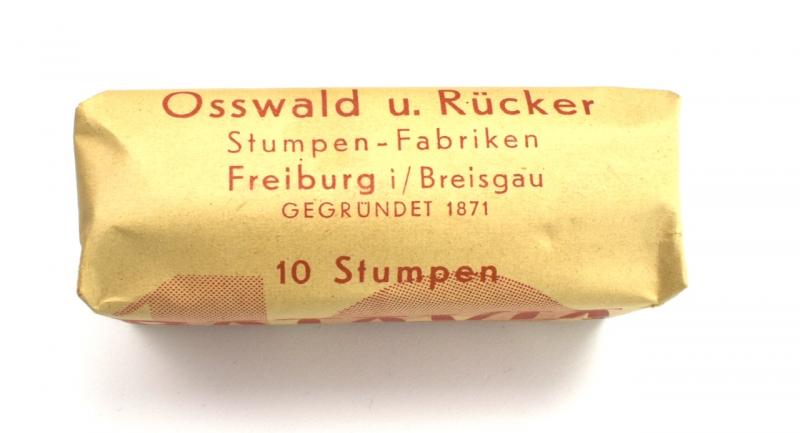 Osswald u. Rücker
Stumpen-Fabriken
Freiburg i/Breisgau
GEGRÜNDET 1871
10 Stumpen